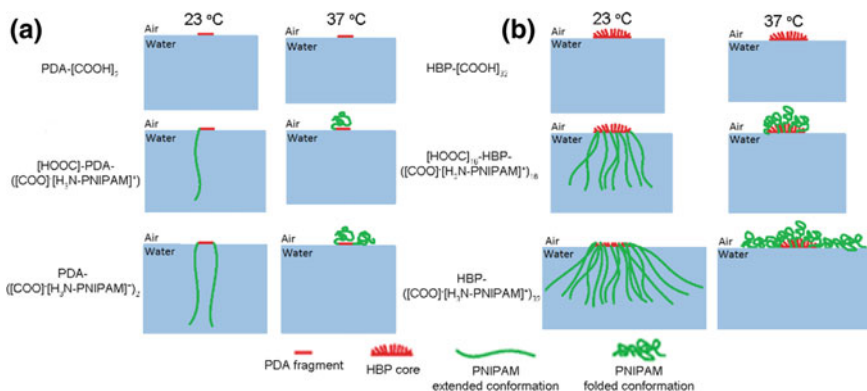 (a)
23 °C
37 °C
Air
Water
Air
Water
PDA-[COOH]2
Air
Water
Air
Water
[HOOC]-PDA-
([COO]-[H3N-PNIPAM]+)
Air
Water
Air
Water
PDA-
([COO]-[H3N-PNIPAM]+)2
(b)
23 °C
37 °C
Air
Water
Air
Water
HBP-[COOH]32
Air
Water
Air
Water
[HOOC]16-HBP-
([COO]-[H3N-PNIPAM]+)16
Air
Water
Air
Water
HBP-
([COO]-[H3N-PNIPAM]+)32
PDA fragment
HBP core
PNIPAM
extended conformation
PNIPAM
folded conformation